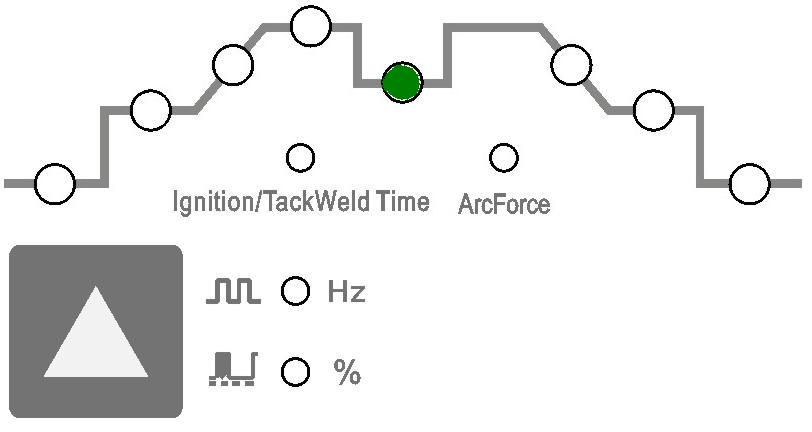 Ignition/TackWeld Time
ArcForce
Hz
%